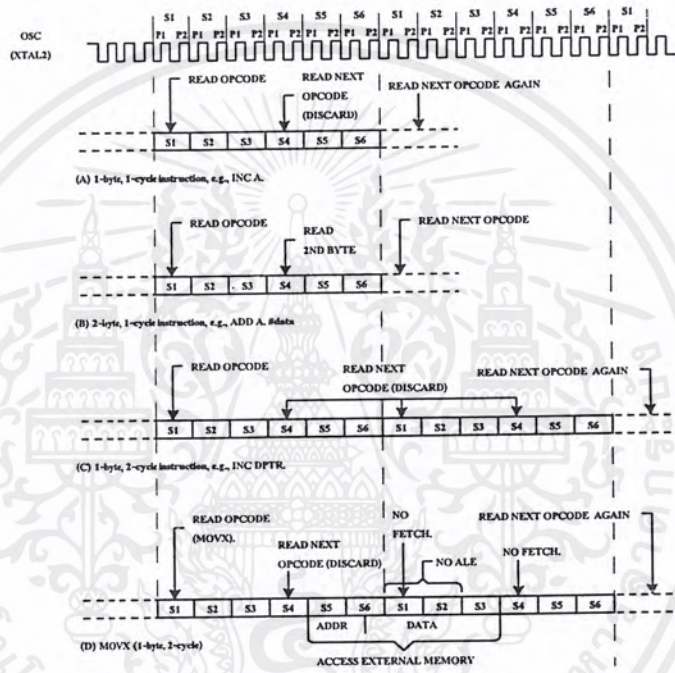 S1 S2 S3 S4 S5 S6 S1 S2 S3 S4 S5 S6 S1
OSC P1 P2 P1 P2 P1 P2 P1 P2 P1 P2 P1 P2 P1 P2 P1 P2 P1 P2 P1 P2 P1 P2 P1 P2 P1 P2
(XTAL2)
READ OPCODE
READ NEXT
OPCODE
(DISCARD)
READ NEXT OPCODE AGAIN
S1 S2 S3 S4 S5 S6
(A) 1-byte, 1-cycle instruction, e.g., INC A.
READ OPCODE
READ
2ND BYTE
READ NEXT OPCODE
S1 S2 S3 S4 S5 S6
(B) 2-byte, 1-cycle instruction, e.g., ADD A. #data
READ OPCODE
READ NEXT
OPCODE (DISCARD)
READ NEXT OPCODE AGAIN
S1 S2 S3 S4 S5 S6 S1 S2 S3 S4 S5 S6
(C) 1-byte, 2-cycle instruction, e.g., INC DPTR.
READ OPCODE
(MOVX).
READ NEXT
OPCODE (DISCARD)
NO
FETCH.
NO ALE
NO FETCH.
READ NEXT OPCODE AGAIN
S1 S2 S3 S4 S5 S6 S1 S2 S3 S4 S5 S6
ADDR DATA
(D) MOVX (1-byte, 2-cycle)
ACCESS EXTERNAL MEMORY